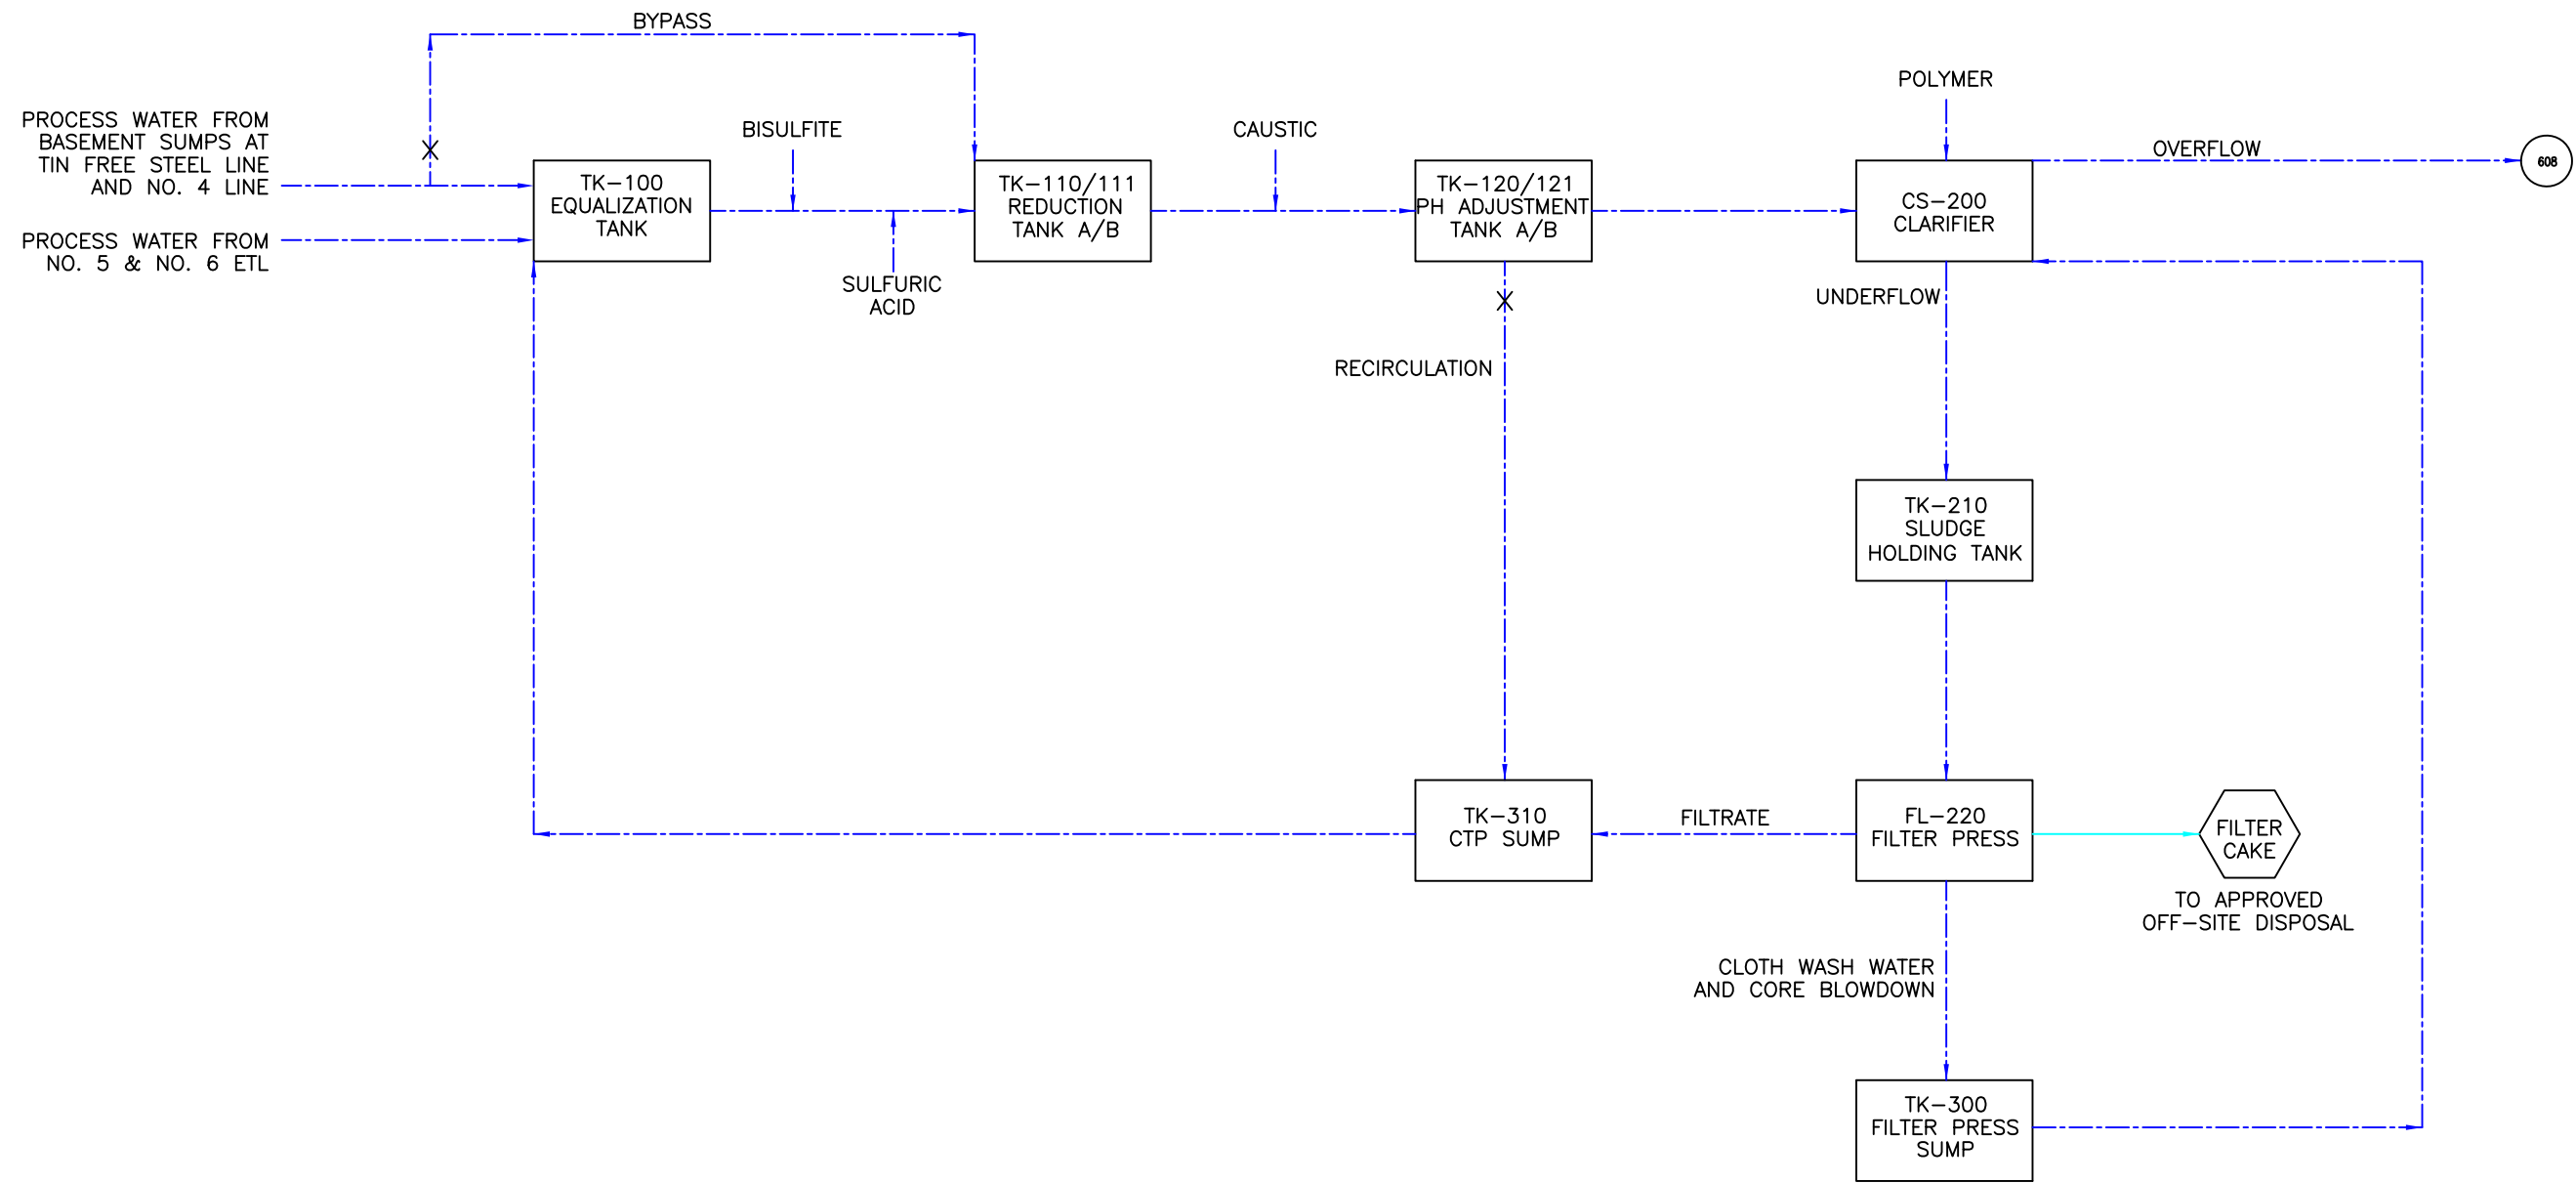 BYPASS
POLYMER
PROCESS WATER FROM
BASEMENT SUMPS AT
TIN FREE STEEL LINE
AND NO. 4 LINE
BISULFITE
CAUSTIC
OVERFLOW
608
TK-100
EQUALIZATION
TANK
TK-110/111
REDUCTION
TANK A/B
TK-120/121
PH ADJUSTMENT
TANK A/B
CS-200
CLARIFIER
PROCESS WATER FROM
NO. 5 & NO. 6 ETL
SULFURIC
ACID
UNDERFLOW
RECIRCULATION
TK-210
SLUDGE
HOLDING TANK
TK-310
CTP SUMP
FILTRATE
FL-220
FILTER PRESS
FILTER
CAKE
TO APPROVED
OFF-SITE DISPOSAL
CLOTH WASH WATER
AND CORE BLOWDOWN
TK-300
FILTER PRESS
SUMP